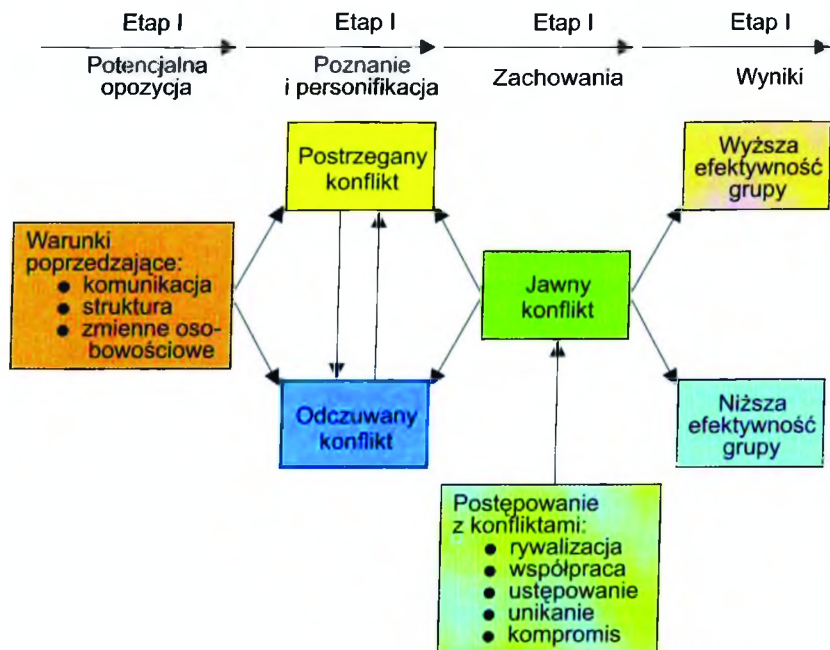 Etap I
Etap I
Etap I
Etap I
Potencjalna
opozycja
Poznanie
i personifikacja
Zachowania
Wyniki
Postrzegany
konflikt
Wyższa
efektywność
grupy
Warunki
poprzedzające:
● komunikacja
● struktura
● zmienne oso-
bowościowe
Jawny
konflikt
Odczuwany
konflikt
Niższa
efektywność
grupy
Postępowanie
z konfliktami:
● rywalizacja
● współpraca
● ustępowanie
● unikanie
● kompromis